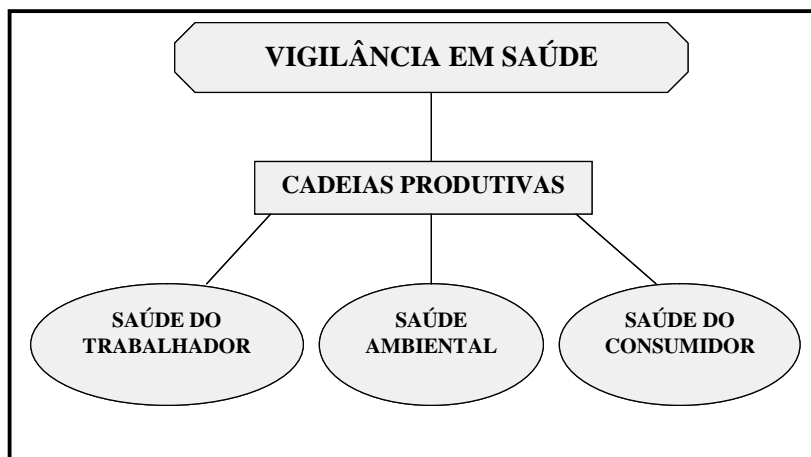 VIGILÂNCIA EM SAÚDE
CADEIAS PRODUTIVAS
SAÚDE DO
TRABALHADOR
SAÚDE
AMBIENTAL
SAÚDE DO
CONSUMIDOR